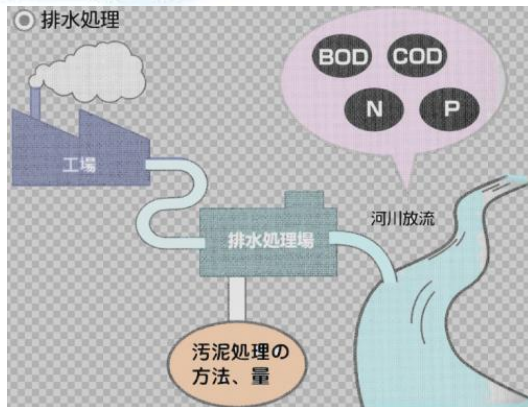 ◎ 排水処理
BOD
COD
N
P
工場
河川放流
排水処理場
汚泥処理の
方法、量